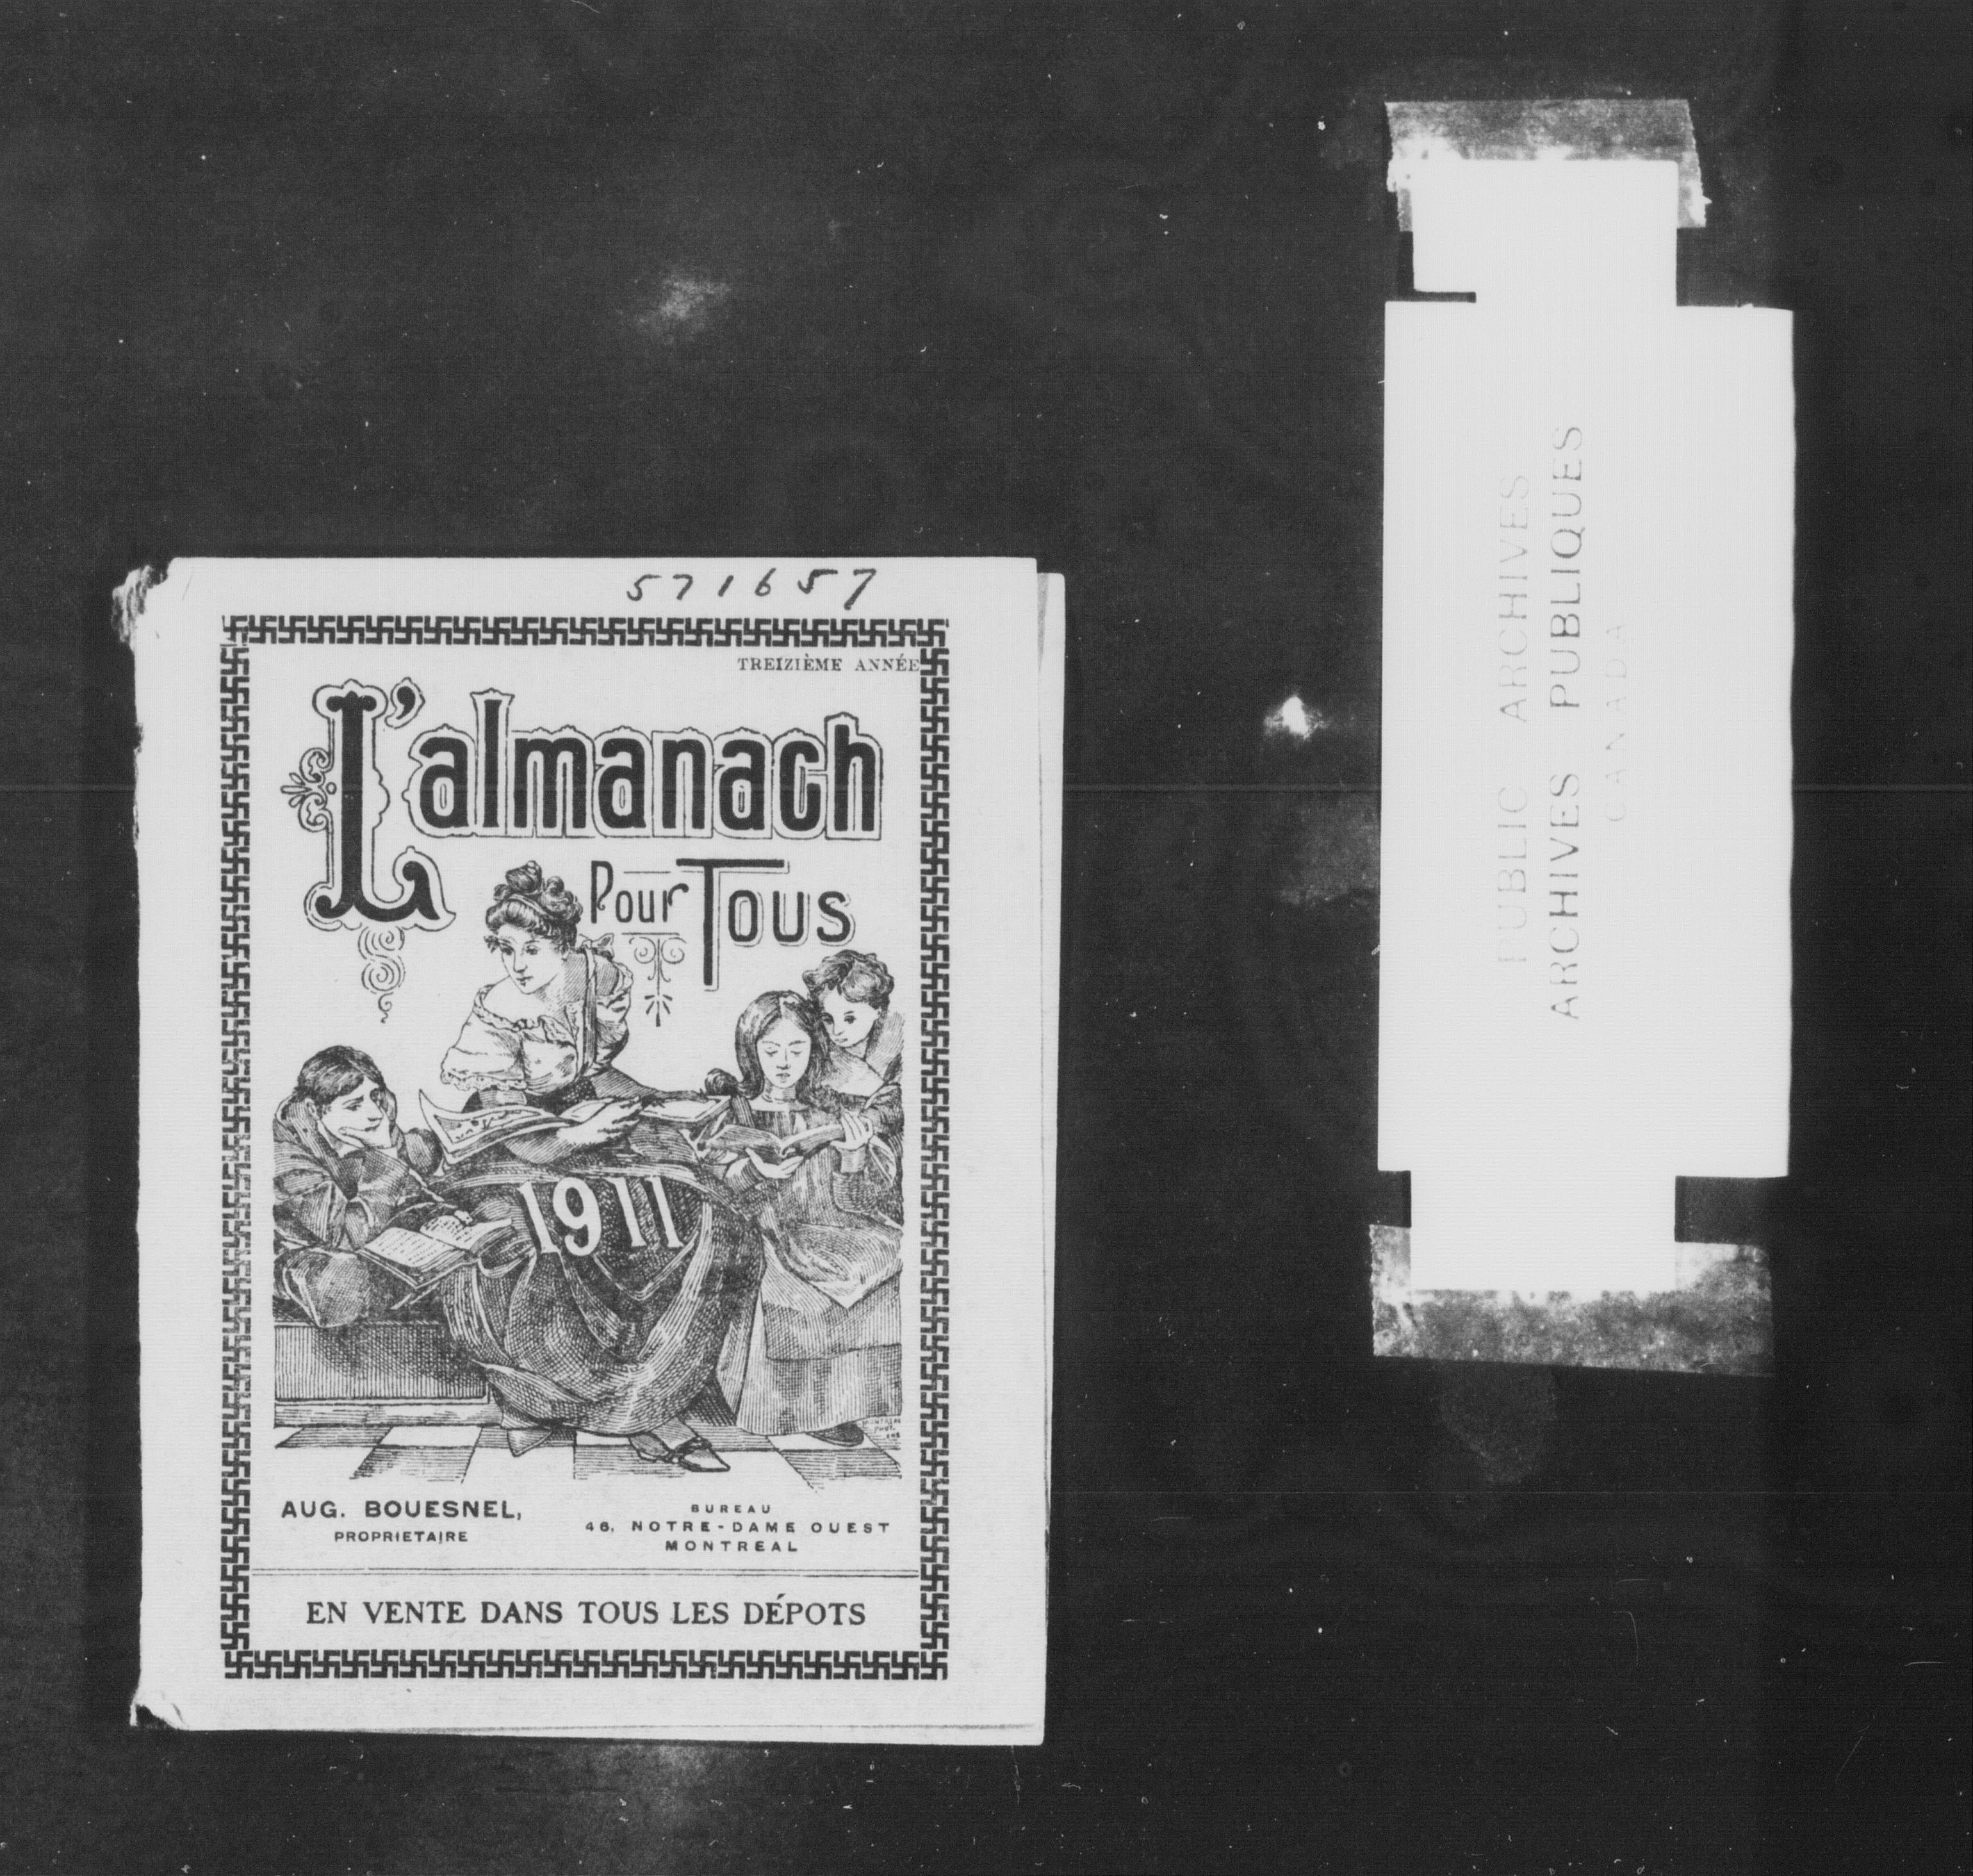 571657
TREIZIÈME ANNÉE
L'almanach
Pour Tous
1911
AUG. BOUESNEL,
PROPRIETAIRE
BUREAU
46, NOTRE-DAME OUEST
MONTREAL
EN VENTE DANS TOUS LES DÉPOTS
PUBLIC ARCHIVES
ARCHIVES PUBLIQUES
CANADA